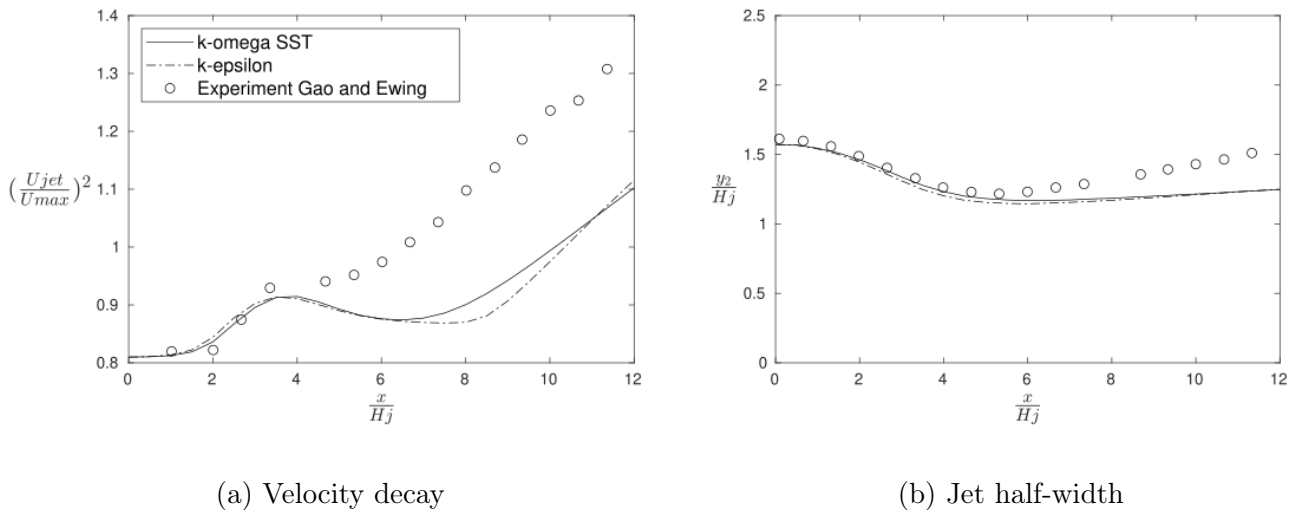 1.4
1.3
1.2
1.1
1
0.9
0.8
(Ujet/Umax)^2
k-omega SST
k-epsilon
Experiment Gao and Ewing
0 2 4 6 8 10 12
x/Hj
2.5
2
1.5
1
0.5
0
y2/Hj
0 2 4 6 8 10 12
x/Hj
(a) Velocity decay
(b) Jet half-width